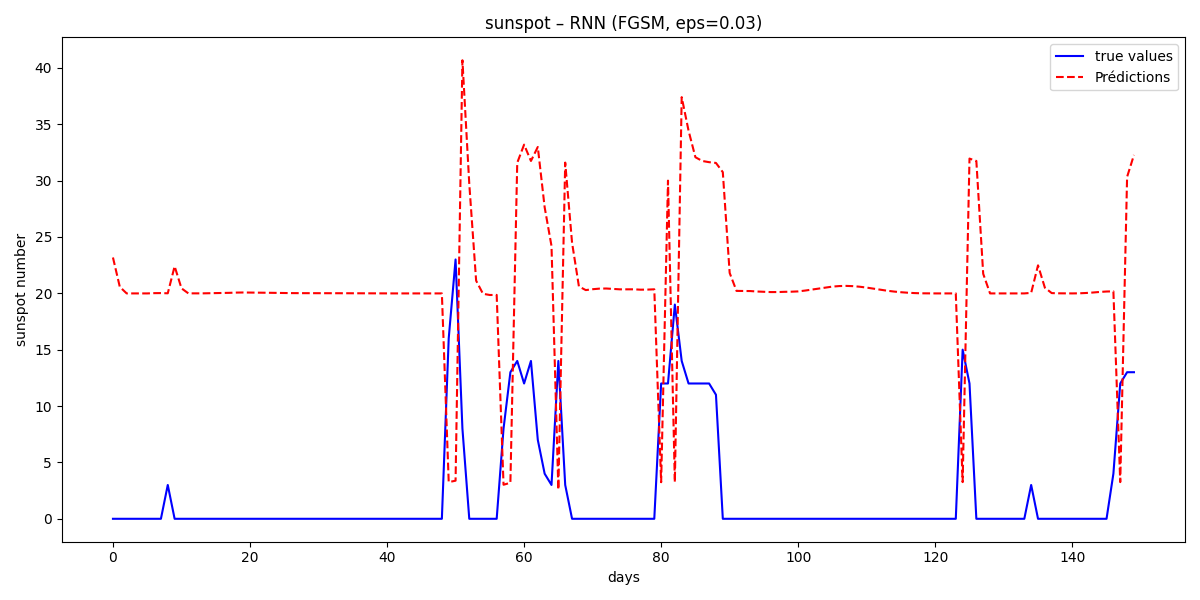 sunspot – RNN (FGSM, eps=0.03)
true values
Prédictions
sunspot number
40
35
30
25
20
15
10
5
0
0 20 40 60 80 100 120 140
days